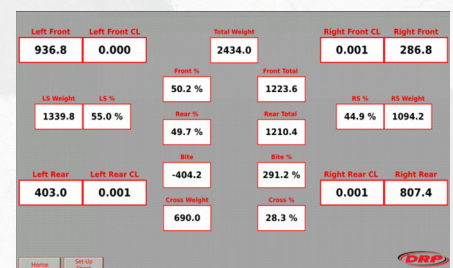 Left Front Left Front CL Total Weight Right Front CL Right Front
936.8 0.000 2434.0 0.001 286.8
Front % Front Total
50.2 % 1223.6
LS Weight LS % RS % RS Weight
1339.8 55.0 % 44.9 % 1094.2
Rear % Rear Total
49.7 % 1210.4
Bite Bite %
-404.2 291.2 %
Left Rear Left Rear CL Right Rear CL Right Rear
403.0 0.001 0.001 807.4
Cross Weight Cross %
690.0 28.3 %
Home Set-Up
DRP